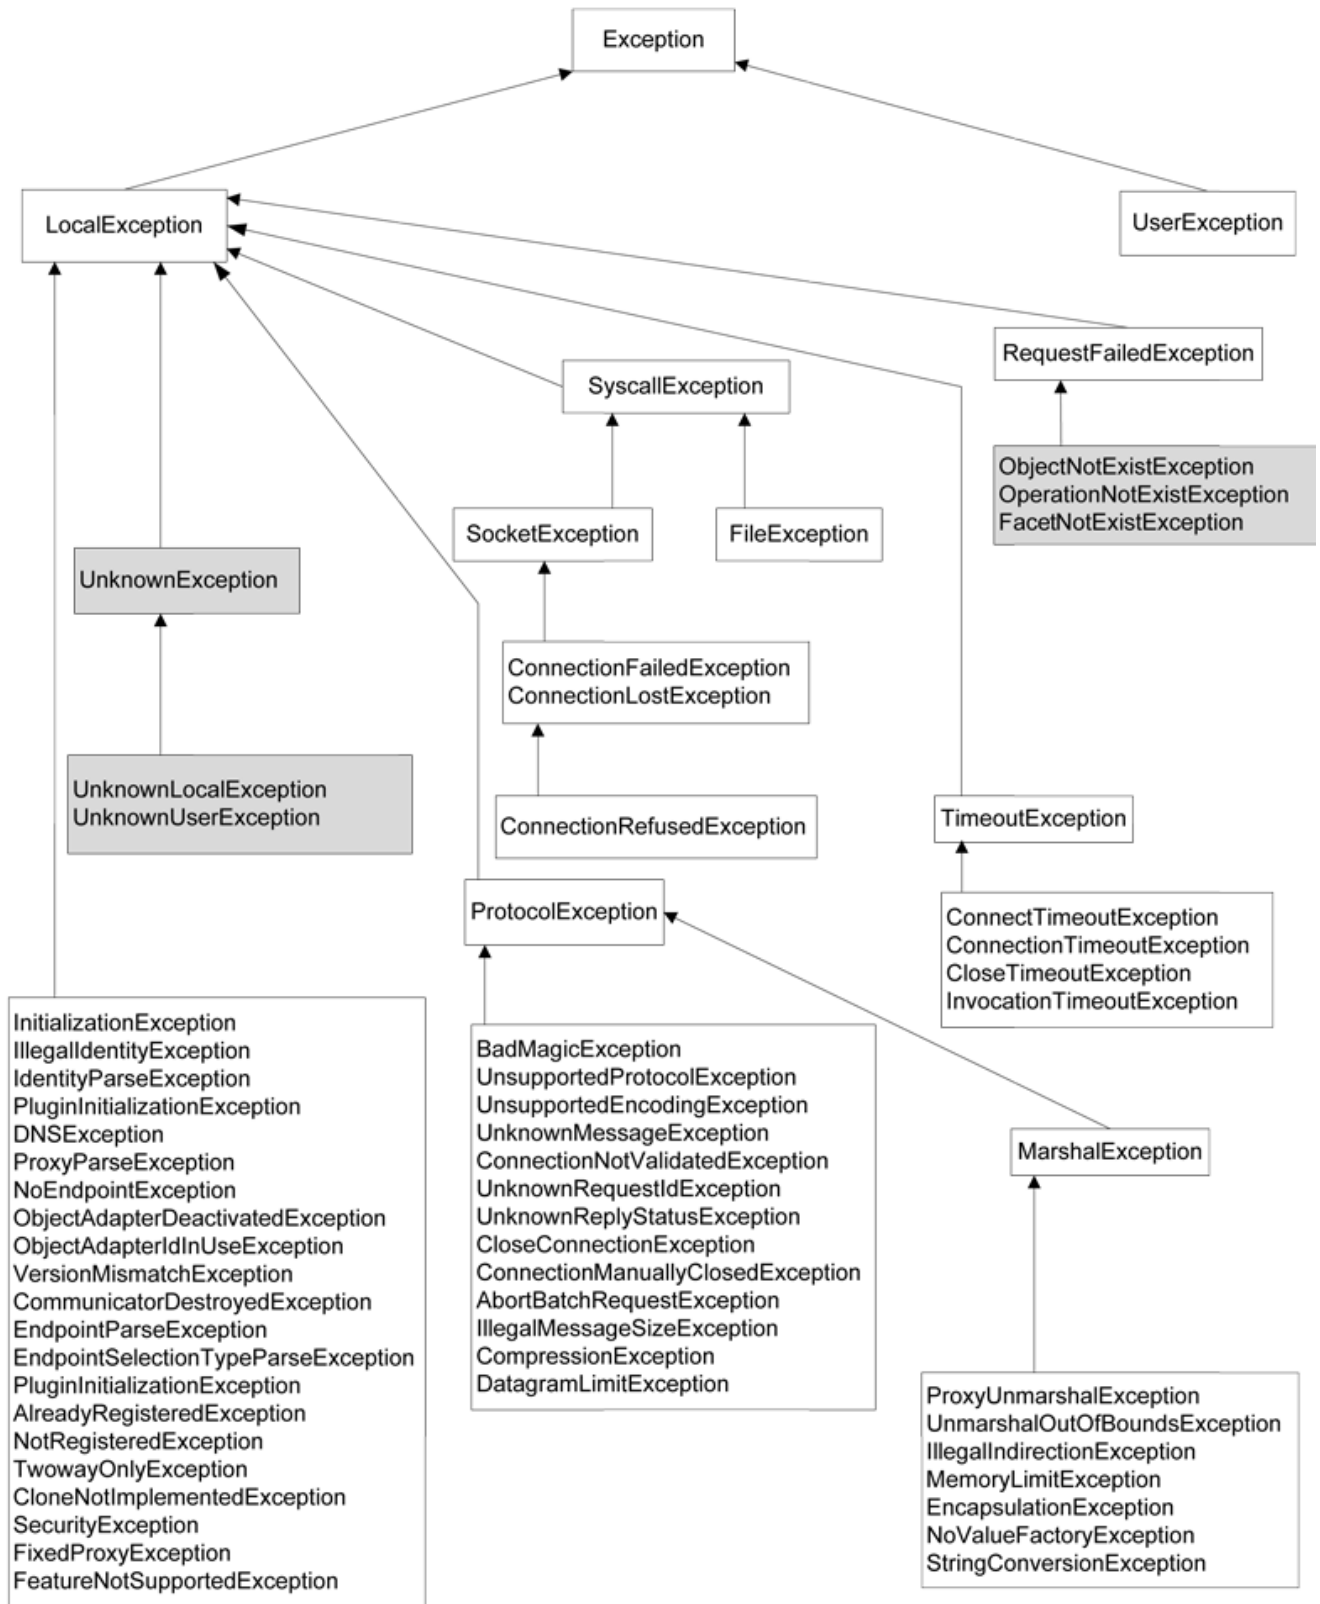 Exception
LocalException
UserException
RequestFailedException
SyscallException
ObjectNotExistException
OperationNotExistException
FacetNotExistException
SocketException
FileException
UnknownException
ConnectionFailedException
ConnectionLostException
UnknownLocalException
UnknownUserException
ConnectionRefusedException
TimeoutException
ProtocolException
ConnectTimeoutException
ConnectionTimeoutException
CloseTimeoutException
InvocationTimeoutException
InitializationException
IllegalIdentityException
IdentityParseException
PluginInitializationException
DNSException
ProxyParseException
NoEndpointException
ObjectAdapterDeactivatedException
ObjectAdapterIdInUseException
VersionMismatchException
CommunicatorDestroyedException
EndpointParseException
EndpointSelectionTypeParseException
PluginInitializationException
AlreadyRegisteredException
NotRegisteredException
TwowayOnlyException
CloneNotImplementedException
SecurityException
FixedProxyException
FeatureNotSupportedException
BadMagicException
UnsupportedProtocolException
UnsupportedEncodingException
UnknownMessageException
ConnectionNotValidatedException
UnknownRequestIdException
UnknownReplyStatusException
CloseConnectionException
ConnectionManuallyClosedException
AbortBatchRequestException
IllegalMessageSizeException
CompressionException
DatagramLimitException
MarshalException
ProxyUnmarshalException
UnmarshalOutOfBoundsException
IllegalIndirectionException
MemoryLimitException
EncapsulationException
NoValueFactoryException
StringConversionException